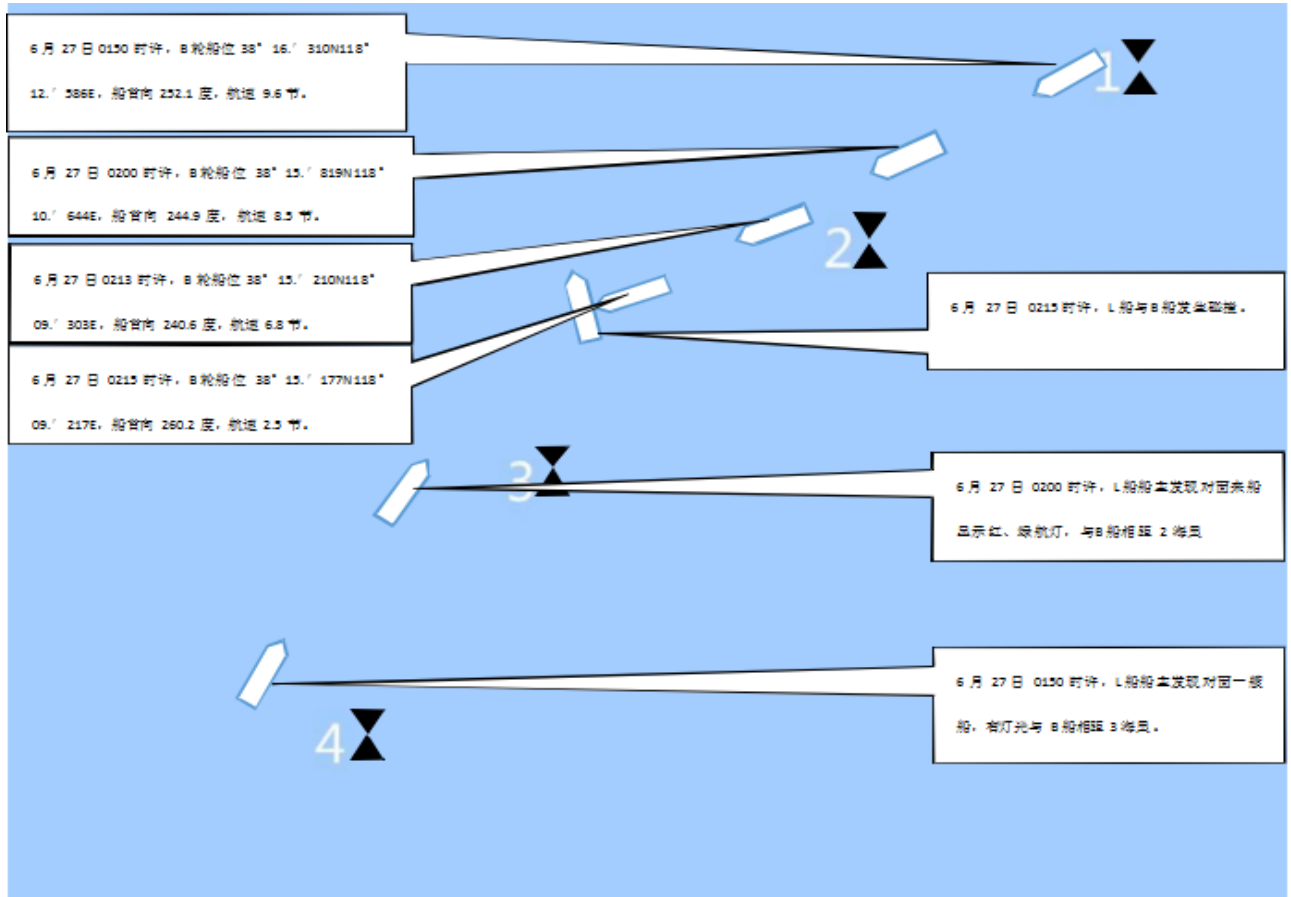 6 月 27 日 0150 时许，B 轮船位 38° 16.′ 310N118°
12.′ 586E，船首向 252.1 度，航速 9.6 节。
6 月 27 日 0200 时许，B 轮船位 38° 15.′ 819N118°
10.′ 644E，船首向 244.9 度，航速 8.5 节。
6 月 27 日 0213 时许，B 轮船位 38° 15.′ 210N118°
09.′ 303E，船首向 240.6 度，航速 6.8 节。
6 月 27 日 0215 时许，B 轮船位 38° 15.′ 177N118°
09.′ 217E，船首向 260.2 度，航速 2.5 节。
1
2
6 月 27 日 0215 时许，L 船与 B 船发生碰撞。
3
6 月 27 日 0200 时许，L 船船主发现对面来船
显示红、绿航灯，与B 船相距 2 海里
6 月 27 日 0150 时许，L 船船主发现对面一艘
船，有灯光与 B 船相距 3 海里。
4